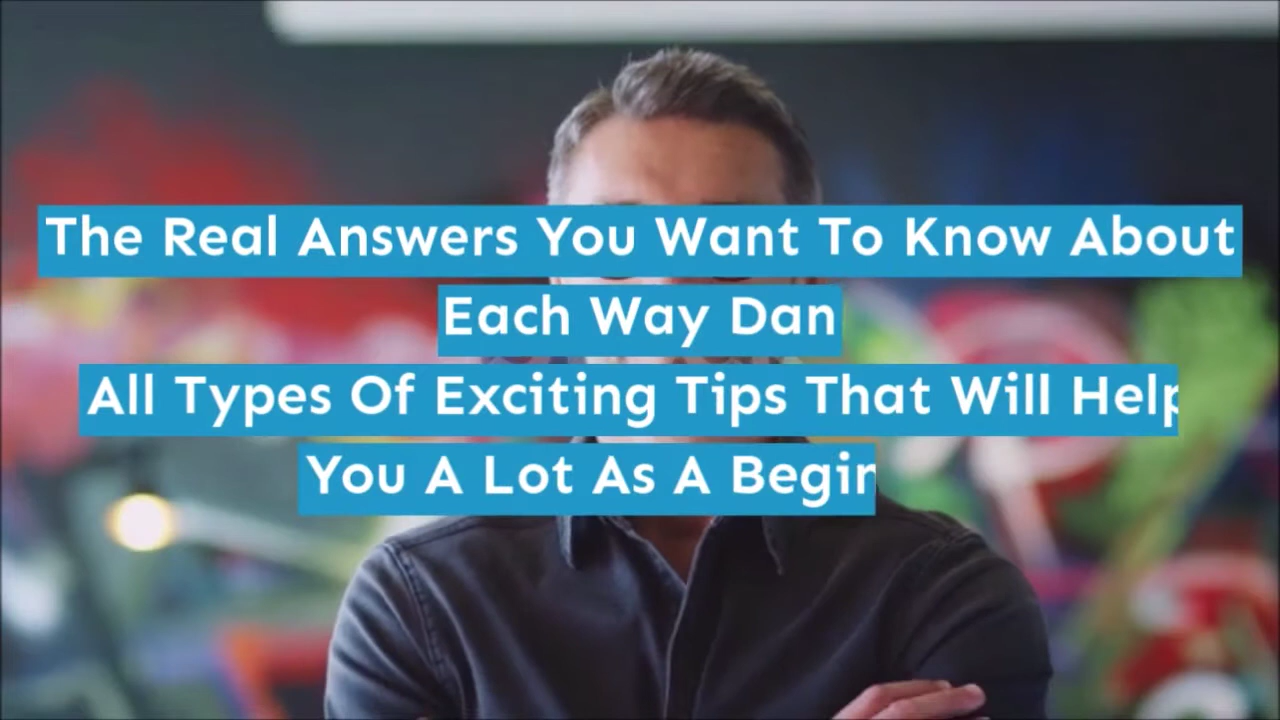 The Real Answers You Want To Know About
Each Way Dan
All Types Of Exciting Tips That Will Help
You A Lot As A Begin